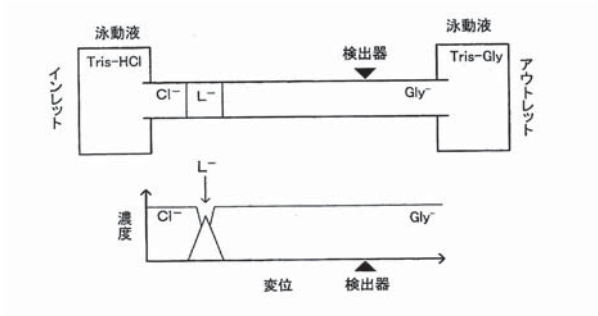 泳動液
Tris-HCl
インレット
Cl⁻
L⁻
検出器
Gly⁻
泳動液
Tris-Gly
アウトレット
L⁻
濃度
Cl⁻
Gly⁻
変位
検出器